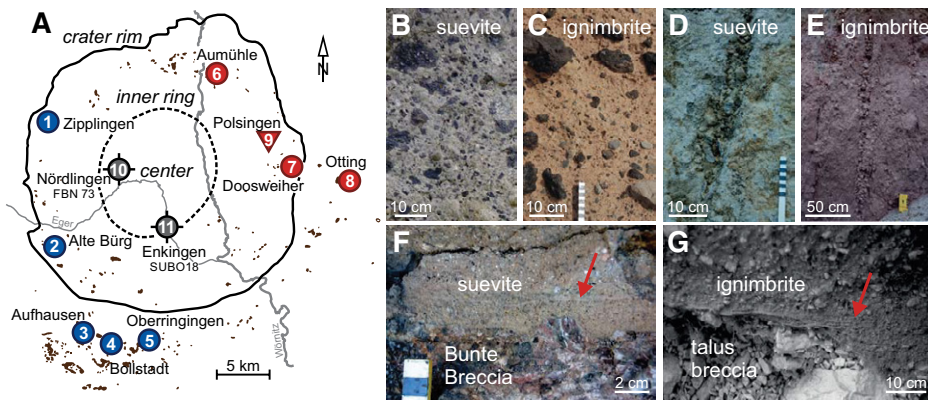 A
crater rim
N
Aumühle
6
inner ring
1
Zipplingen
Polsingen
9
10
center
7
Otting
8
Nördlingen
FBN 73
Doosweiher
Eger
11
2
Alte Bürg
Enkingen
SUBO18
Aufhausen
Oberringingen
3
4
5
Bollstadt
Wörnitz
5 km
B
suevite
10 cm
C
ignimbrite
10 cm
D
suevite
10 cm
E
ignimbrite
50 cm
F
suevite
Bunte
Breccia
2 cm
G
ignimbrite
talus
breccia
10 cm